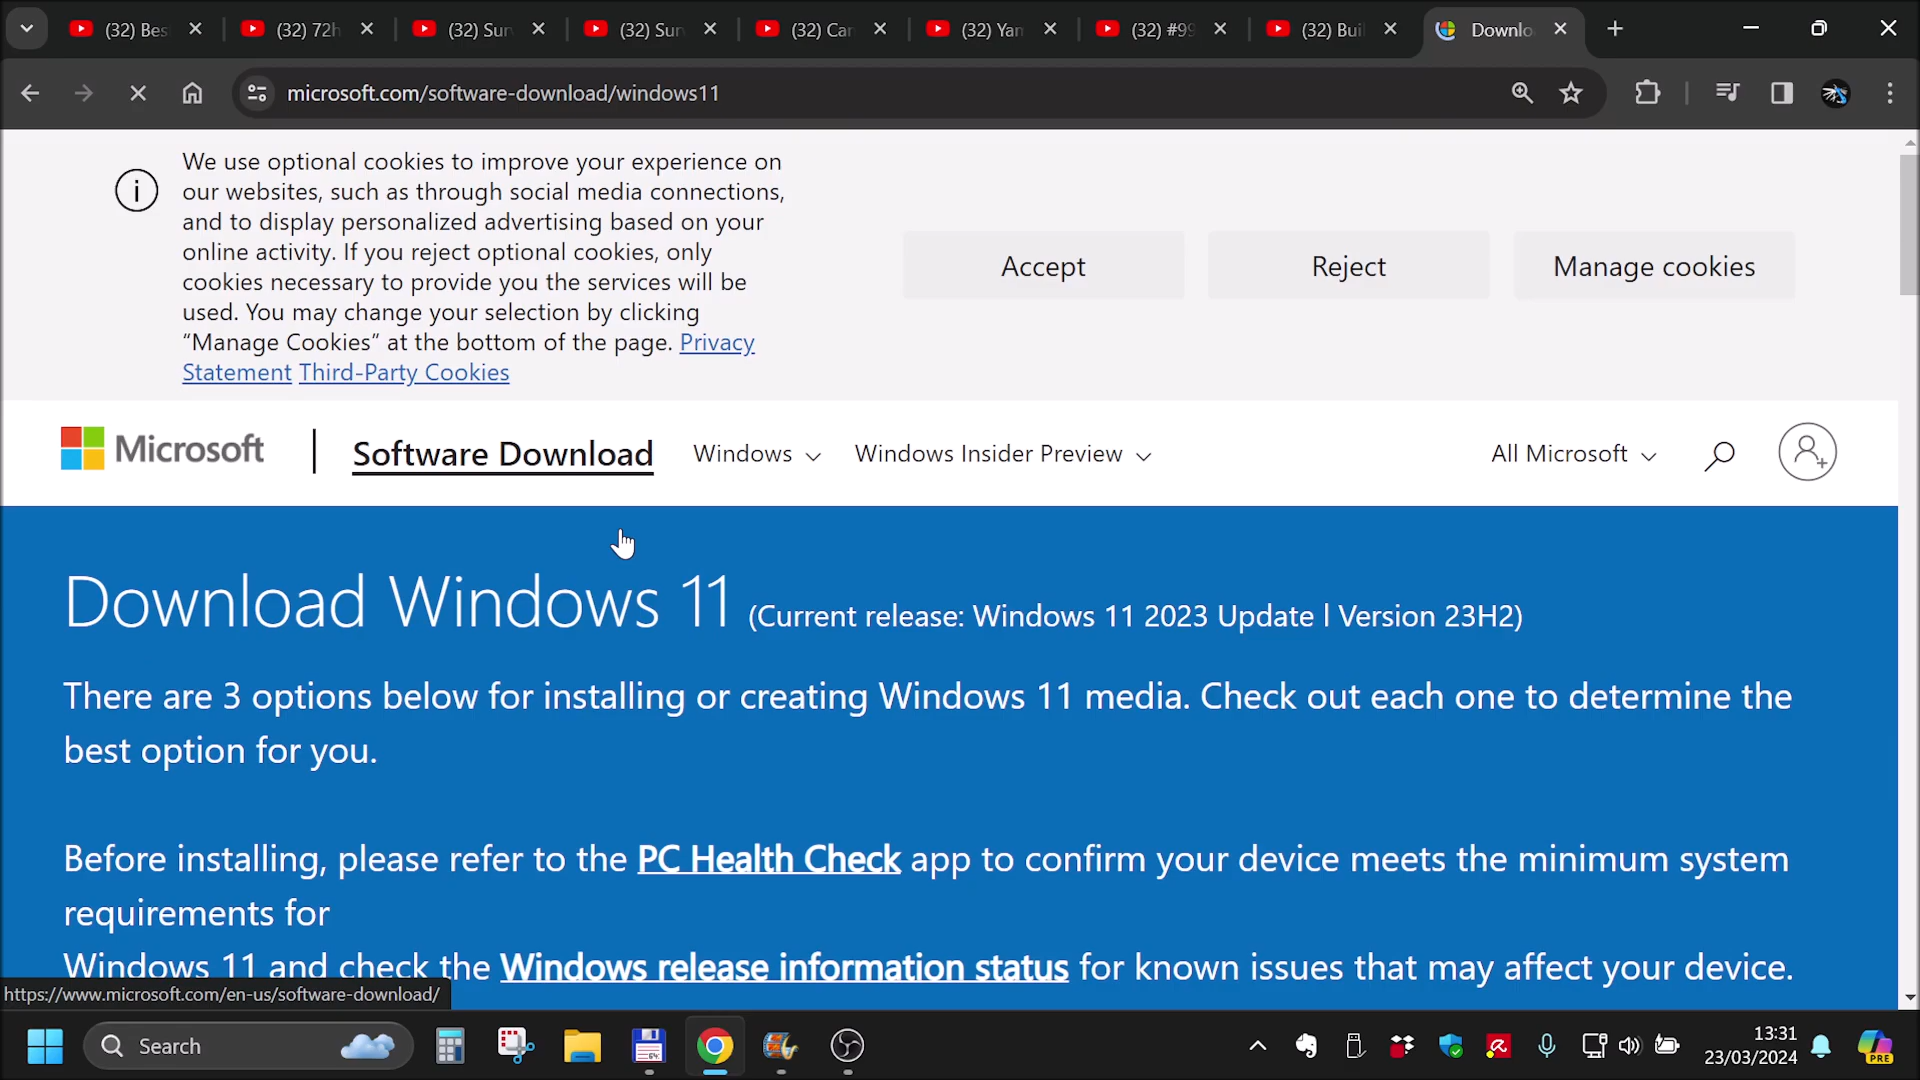 (32) Bes
(32) 72h
(32) Sur
(32) Sur
(32) Car
(32) Yam
(32) #99
(32) Buil
Downlo
microsoft.com/software-download/windows11
We use optional cookies to improve your experience on
our websites, such as through social media connections,
and to display personalized advertising based on your
online activity. If you reject optional cookies, only
cookies necessary to provide you the services will be
used. You may change your selection by clicking
“Manage Cookies” at the bottom of the page. Privacy
Statement Third-Party Cookies
Accept
Reject
Manage cookies
Microsoft
Software Download
Windows
Windows Insider Preview
All Microsoft
Download Windows 11 (Current release: Windows 11 2023 Update l Version 23H2)
There are 3 options below for installing or creating Windows 11 media. Check out each one to determine the
best option for you.
Before installing, please refer to the PC Health Check app to confirm your device meets the minimum system
requirements for
Windows 11 and check the Windows release information status for known issues that may affect your device.
https://www.microsoft.com/en-us/software-download/
Search
64
13:31
23/03/2024
PRE